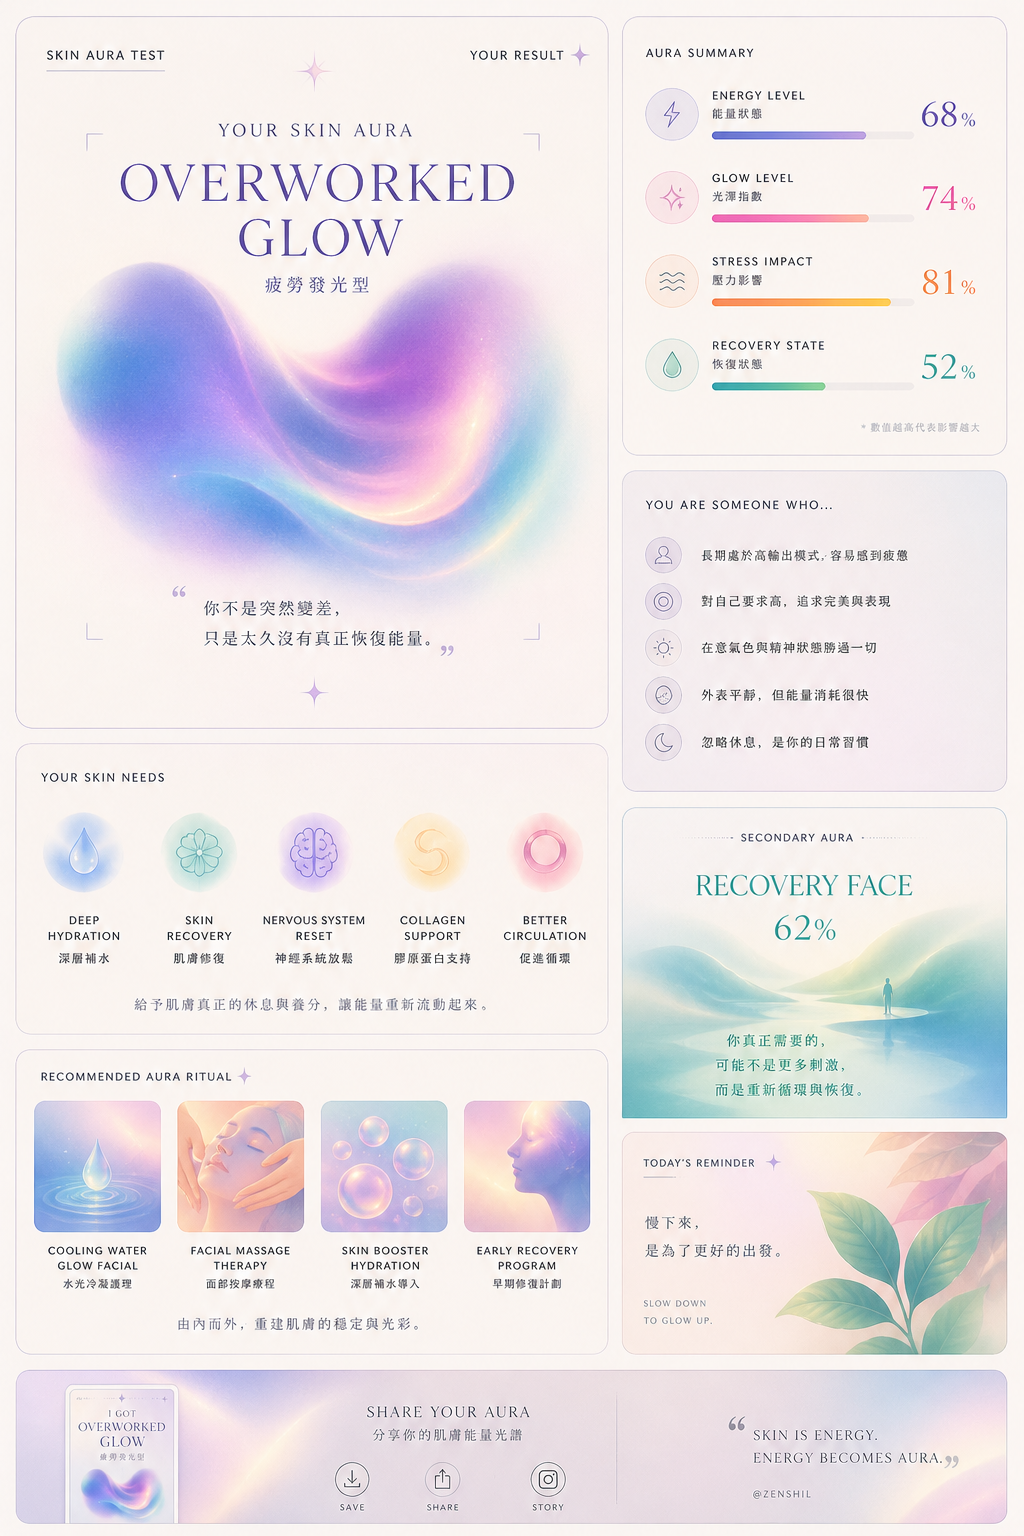 SKIN AURA TEST
YOUR RESULT
YOUR SKIN AURA
OVERWORKED
GLOW
疲勞發光型
“
你不是突然變差，
只是太久沒有真正恢復能量。
”
AURA SUMMARY
ENERGY LEVEL
能量狀態
68%
GLOW LEVEL
光澤指數
74%
STRESS IMPACT
壓力影響
81%
RECOVERY STATE
恢復狀態
52%
* 數值越高代表影響越大
YOU ARE SOMEONE WHO...
長期處於高輸出模式，容易感到疲憊
對自己要求高，追求完美與表現
在意氣色與精神狀態勝過一切
外表平靜，但能量消耗很快
忽略休息，是你的日常習慣
YOUR SKIN NEEDS
DEEP
HYDRATION
深層補水
SKIN
RECOVERY
肌膚修復
NERVOUS SYSTEM
RESET
神經系統放鬆
COLLAGEN
SUPPORT
膠原蛋白支持
BETTER
CIRCULATION
促進循環
給予肌膚真正的休息與養分，讓能量重新流動起來。
SECONDARY AURA
RECOVERY FACE
62%
你真正需要的，
可能不是更多刺激，
而是重新循環與恢復。
RECOMMENDED AURA RITUAL
COOLING WATER
GLOW FACIAL
水光冷凝護理
FACIAL MASSAGE
THERAPY
面部按摩療程
SKIN BOOSTER
HYDRATION
深層補水導入
EARLY RECOVERY
PROGRAM
早期修復計劃
由內而外，重建肌膚的穩定與光彩。
TODAY'S REMINDER
慢下來，
是為了更好的出發。
SLOW DOWN
TO GLOW UP.
I GOT
OVERWORKED
GLOW
疲勞發光型
SHARE YOUR AURA
分享你的肌膚能量光譜
SAVE
SHARE
STORY
“
SKIN IS ENERGY.
ENERGY BECOMES AURA.
”
@ZENSHIL